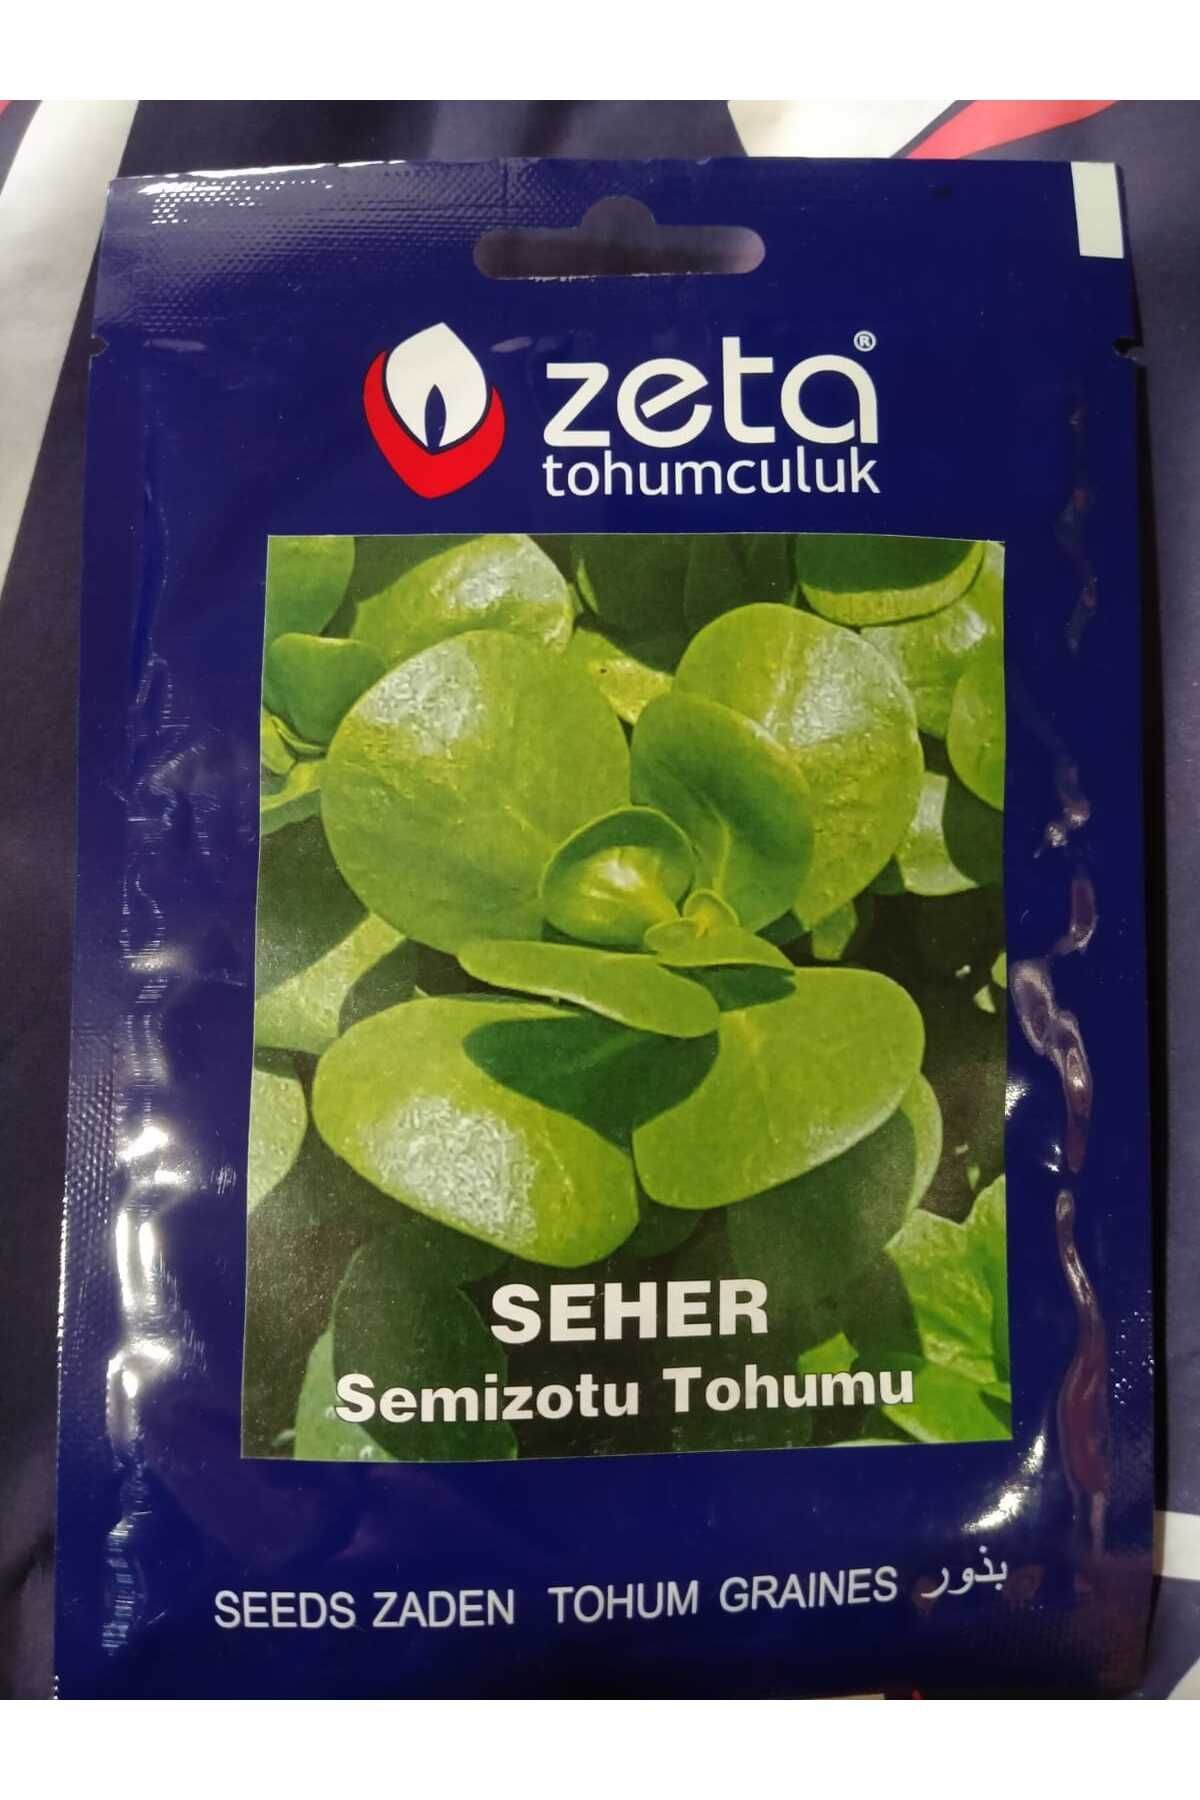 zeta®
tohumculuk
SEHER
Semizotu Tohumu
SEEDS ZADEN TOHUM GRAINES بذور